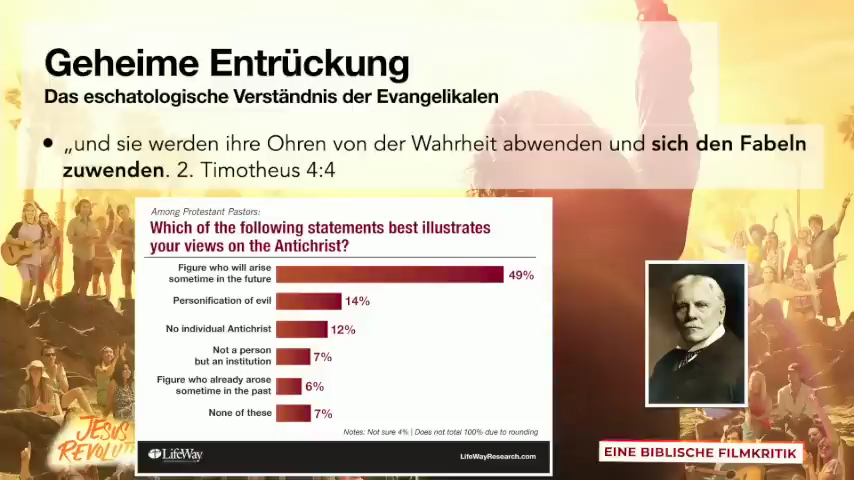 Geheime Entrückung
Das eschatologische Verständnis der Evangelikalen
• „und sie werden ihre Ohren von der Wahrheit abwenden und sich den Fabeln
zuwenden. 2. Timotheus 4:4
Among Protestant Pastors:
Which of the following statements best illustrates
your views on the Antichrist?
Figure who will arise
sometime in the future
49%
Personification of evil
14%
No individual Antichrist
12%
Not a person
but an institution
7%
Figure who already arose
sometime in the past
6%
None of these
7%
Notes: Not sure 4% | Does not total 100% due to rounding
LifeWay
LifeWayResearch.com
JESUS
REVOLUT
EINE BIBLISCHE FILMKRITIK